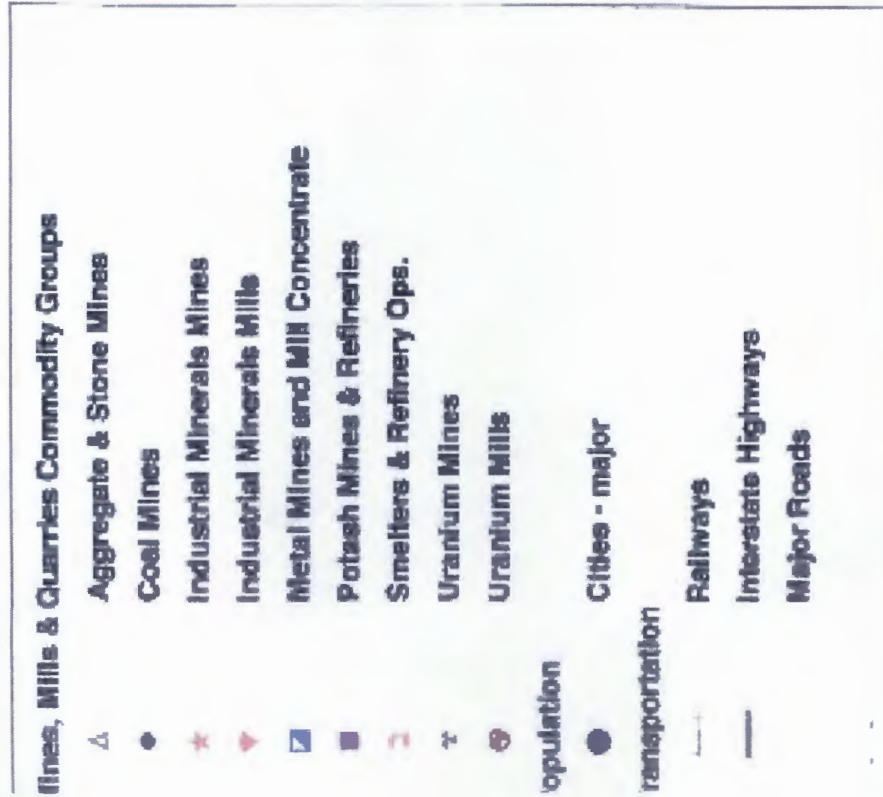 lines, Mills & Quarries Commodity Groups
Aggregate & Stone Mines
Coal Mines
Industrial Minerals Mines
Industrial Minerals Mills
Metal Mines and Mill Concentrate
Potash Mines & Refineries
Smelters & Refinery Ops.
Uranium Mines
Uranium Mills
opulation
Cities - major
ransportation
Railways
Interstate Highways
Major Roads